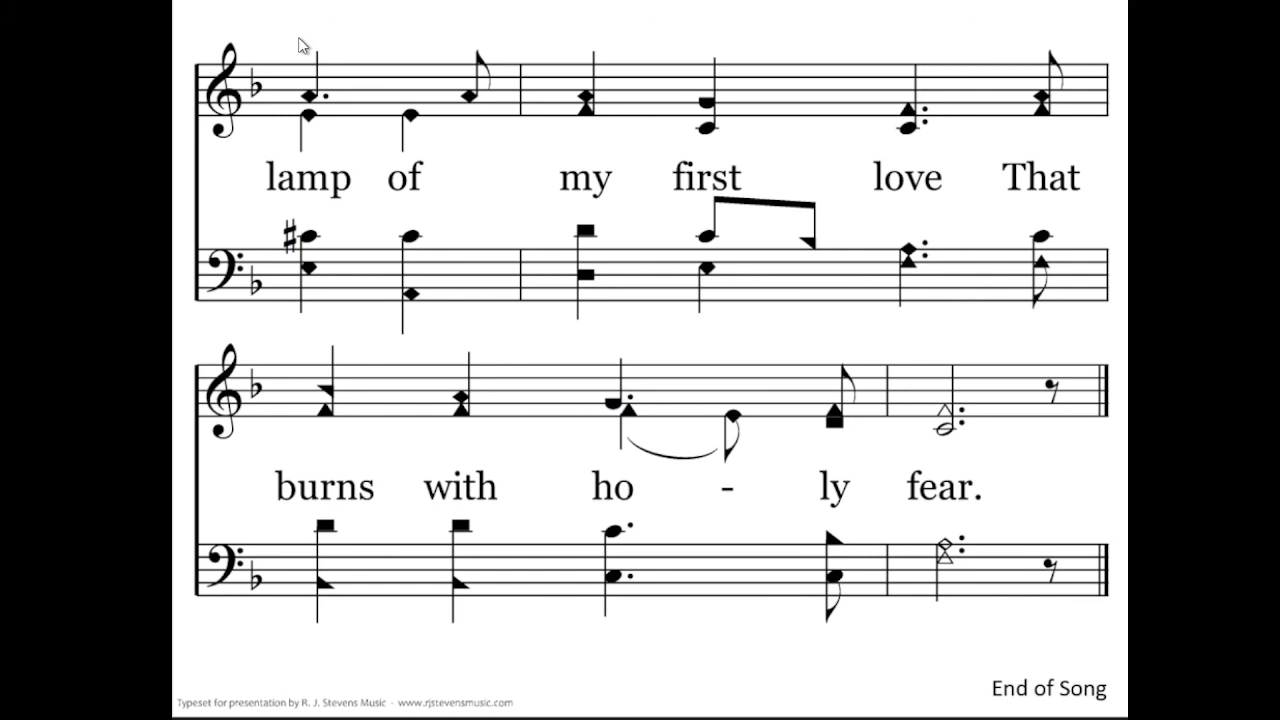 lamp of my first love That
burns with ho - ly fear.
End of Song
Typeset for presentation by R. J. Stevens Music - www.rjstevensmusic.com